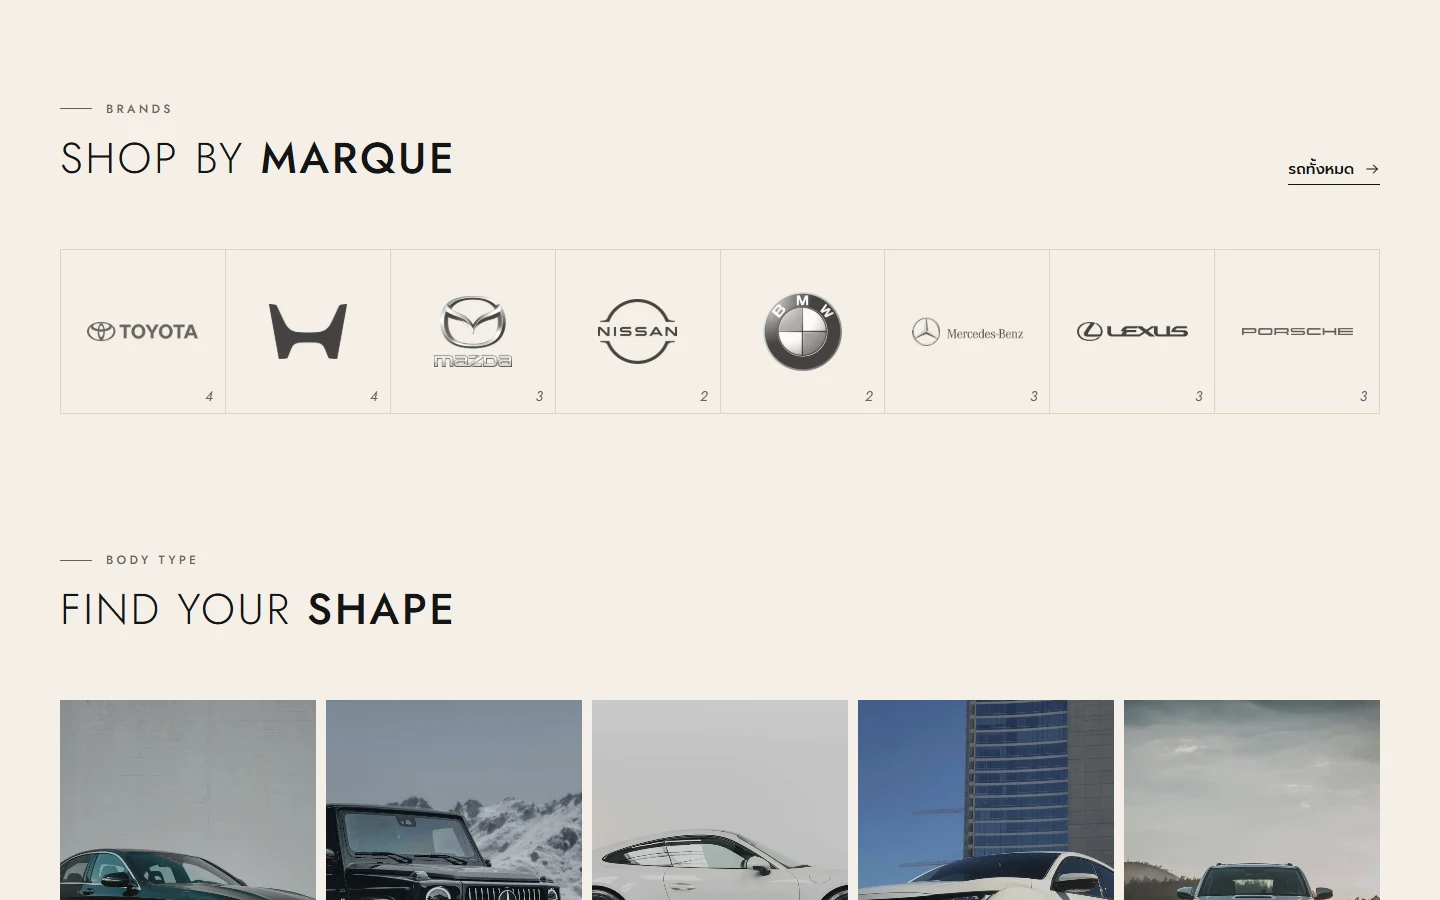 BRANDS
SHOP BY MARQUE
รถทั้งหมด →
TOYOTA
mazda
NISSAN
BMW
Mercedes-Benz
LEXUS
PORSCHE
4
4
3
2
2
3
3
3
BODY TYPE
FIND YOUR SHAPE